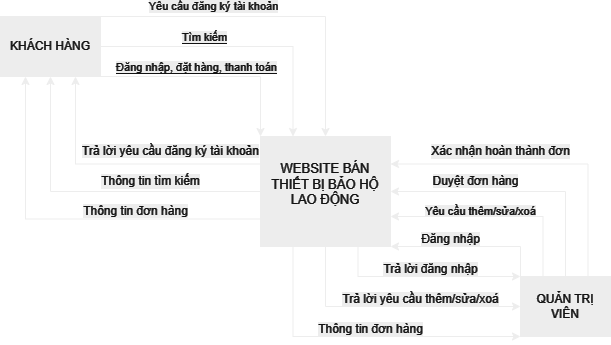 Yêu cầu đăng ký tài khoản
KHÁCH HÀNG
Tìm kiếm
Đăng nhập, đặt hàng, thanh toán
Trả lời yêu cầu đăng ký tài khoản
Thông tin tìm kiếm
Thông tin đơn hàng
WEBSITE BÁN
THIẾT BỊ BẢO HỘ
LAO ĐỘNG
Xác nhận hoàn thành đơn
Duyệt đơn hàng
Yêu cầu thêm/sửa/xoá
Đăng nhập
Trả lời đăng nhập
Trả lời yêu cầu thêm/sửa/xoá
Thông tin đơn hàng
QUẢN TRỊ
VIÊN